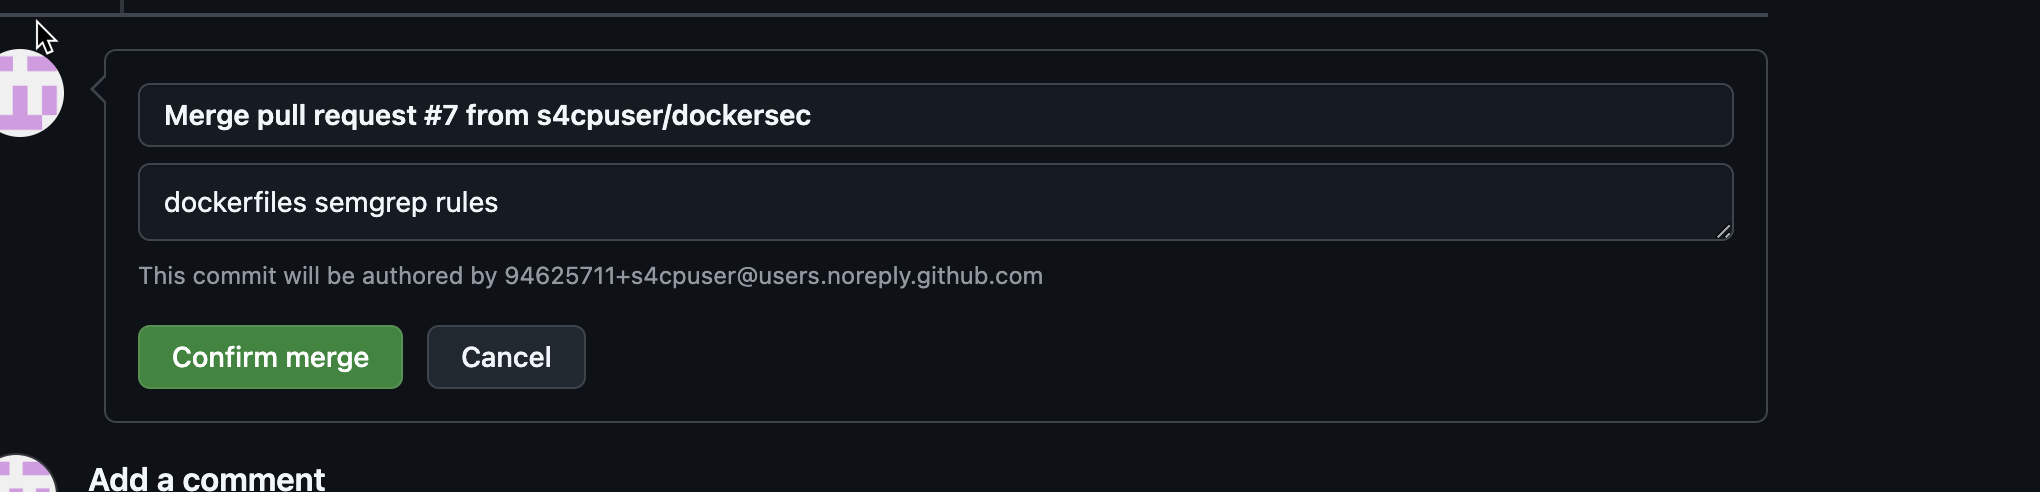 Merge pull request #7 from s4cpuser/dockersec
dockerfiles semgrep rules
This commit will be authored by 94625711+s4cpuser@users.noreply.github.com
Confirm merge
Cancel
Add a comment